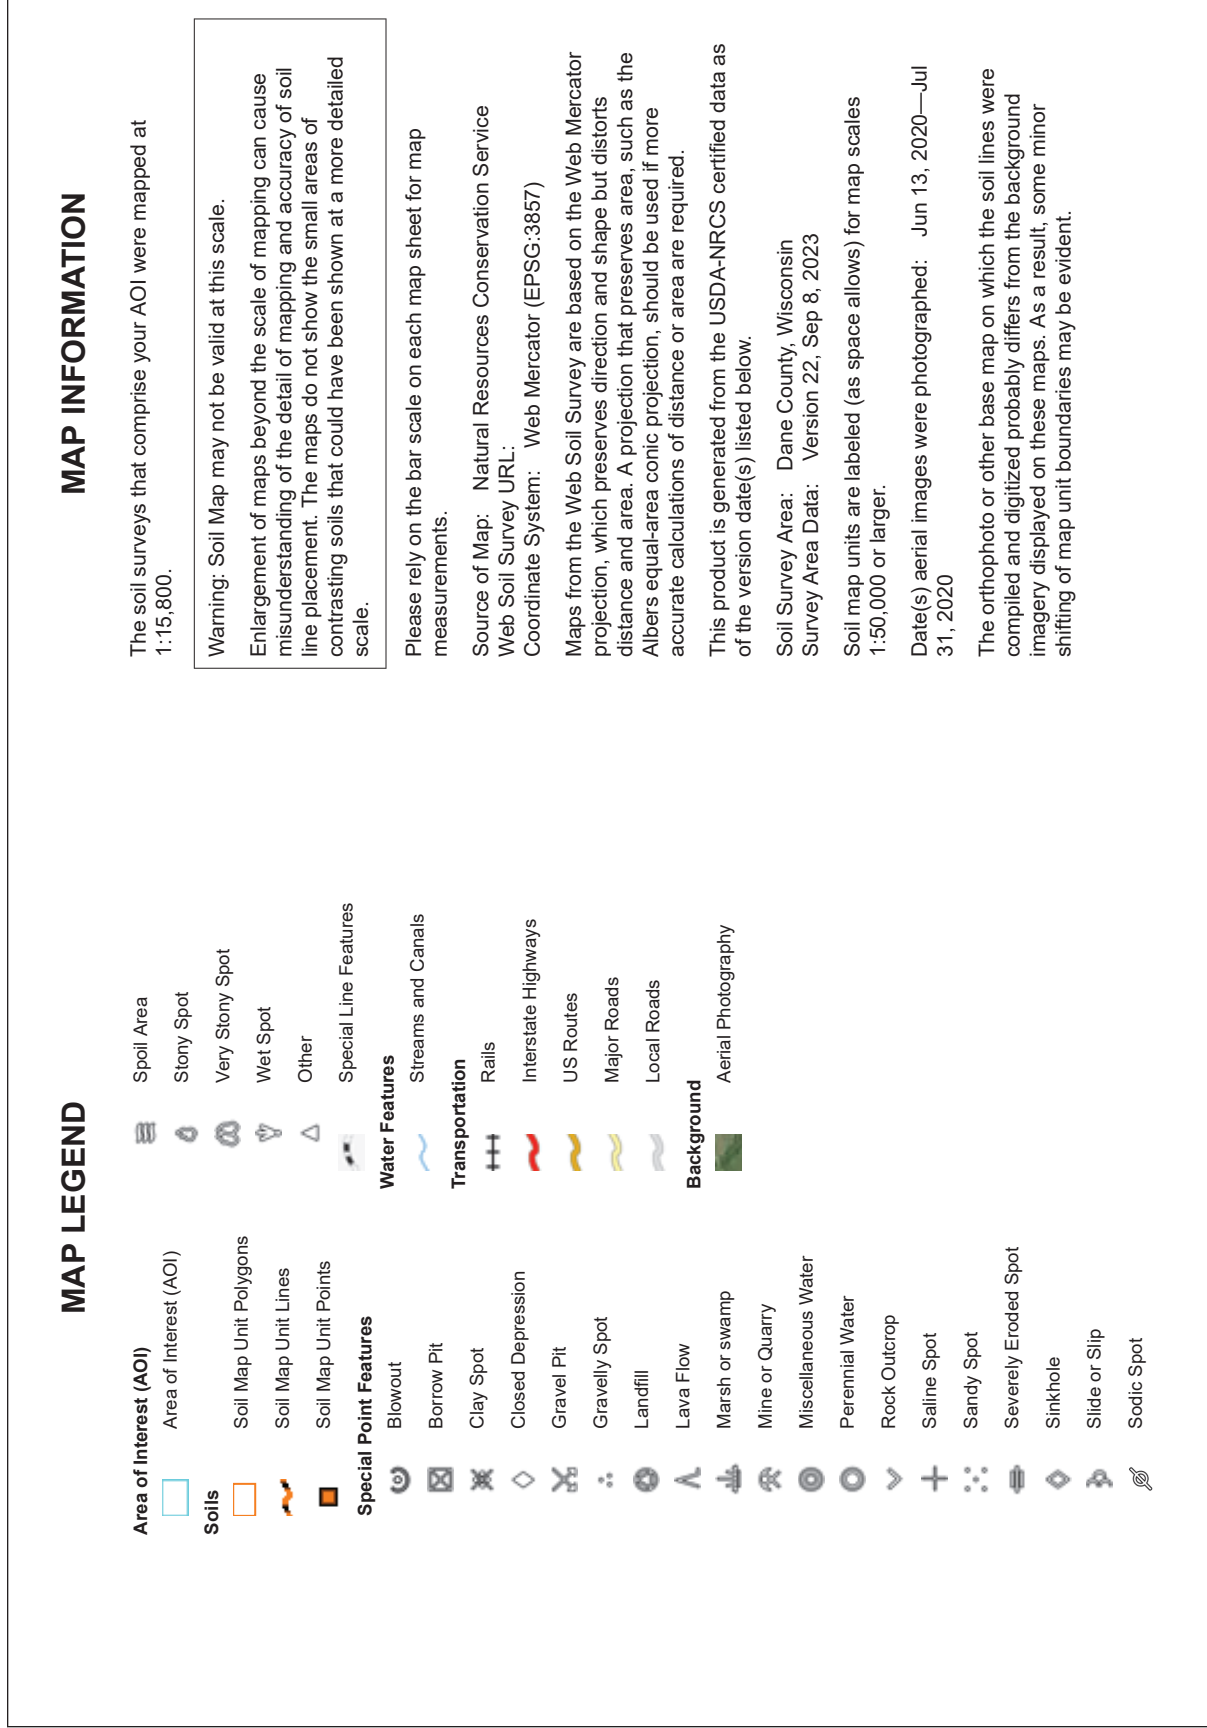 MAP LEGEND
Area of Interest (AOI)
Area of Interest (AOI)
Soils
Soil Map Unit Polygons
Soil Map Unit Lines
Soil Map Unit Points
Special Point Features
Blowout
Borrow Pit
Clay Spot
Closed Depression
Gravel Pit
Gravelly Spot
Landfill
Lava Flow
Marsh or swamp
Mine or Quarry
Miscellaneous Water
Perennial Water
Rock Outcrop
Saline Spot
Sandy Spot
Severely Eroded Spot
Sinkhole
Slide or Slip
Sodic Spot
Spoil Area
Stony Spot
Very Stony Spot
Wet Spot
Other
Special Line Features
Water Features
Streams and Canals
Transportation
Rails
Interstate Highways
US Routes
Major Roads
Local Roads
Background
Aerial Photography
MAP INFORMATION
The soil surveys that comprise your AOI were mapped at
1:15,800.
Warning: Soil Map may not be valid at this scale.
Enlargement of maps beyond the scale of mapping can cause
misunderstanding of the detail of mapping and accuracy of soil
line placement. The maps do not show the small areas of
contrasting soils that could have been shown at a more detailed
scale.
Please rely on the bar scale on each map sheet for map
measurements.
Source of Map: Natural Resources Conservation Service
Web Soil Survey URL:
Coordinate System: Web Mercator (EPSG:3857)
Maps from the Web Soil Survey are based on the Web Mercator
projection, which preserves direction and shape but distorts
distance and area. A projection that preserves area, such as the
Albers equal-area conic projection, should be used if more
accurate calculations of distance or area are required.
This product is generated from the USDA-NRCS certified data as
of the version date(s) listed below.
Soil Survey Area: Dane County, Wisconsin
Survey Area Data: Version 22, Sep 8, 2023
Soil map units are labeled (as space allows) for map scales
1:50,000 or larger.
Date(s) aerial images were photographed: Jun 13, 2020—Jul
31, 2020
The orthophoto or other base map on which the soil lines were
compiled and digitized probably differs from the background
imagery displayed on these maps. As a result, some minor
shifting of map unit boundaries may be evident.